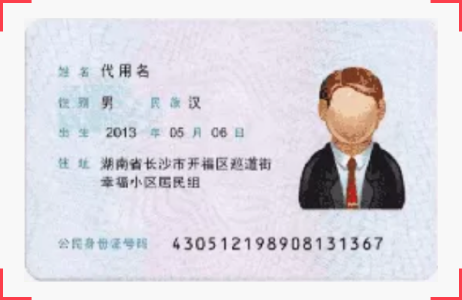 姓 名 代用名
性 别 男 民 族 汉
出 生 2013 年 05 月 06 日
住 址 湖南省长沙市开福区巡道街
幸福小区居民组
公民身份证号码 430512198908131367